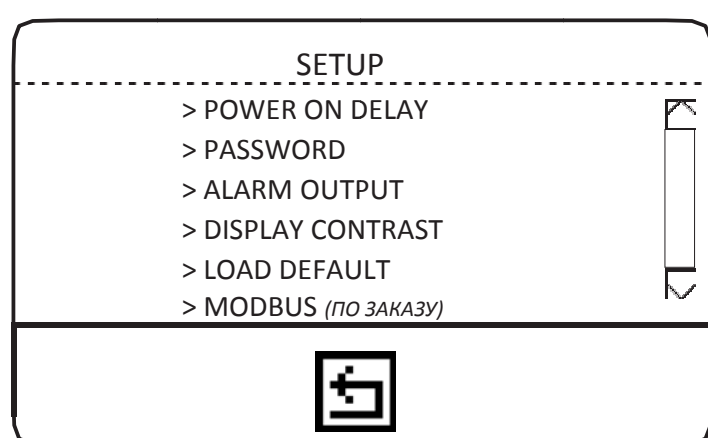 SETUP
> POWER ON DELAY
> PASSWORD
> ALARM OUTPUT
> DISPLAY CONTRAST
> LOAD DEFAULT
> MODBUS (ПО ЗАКАЗУ)